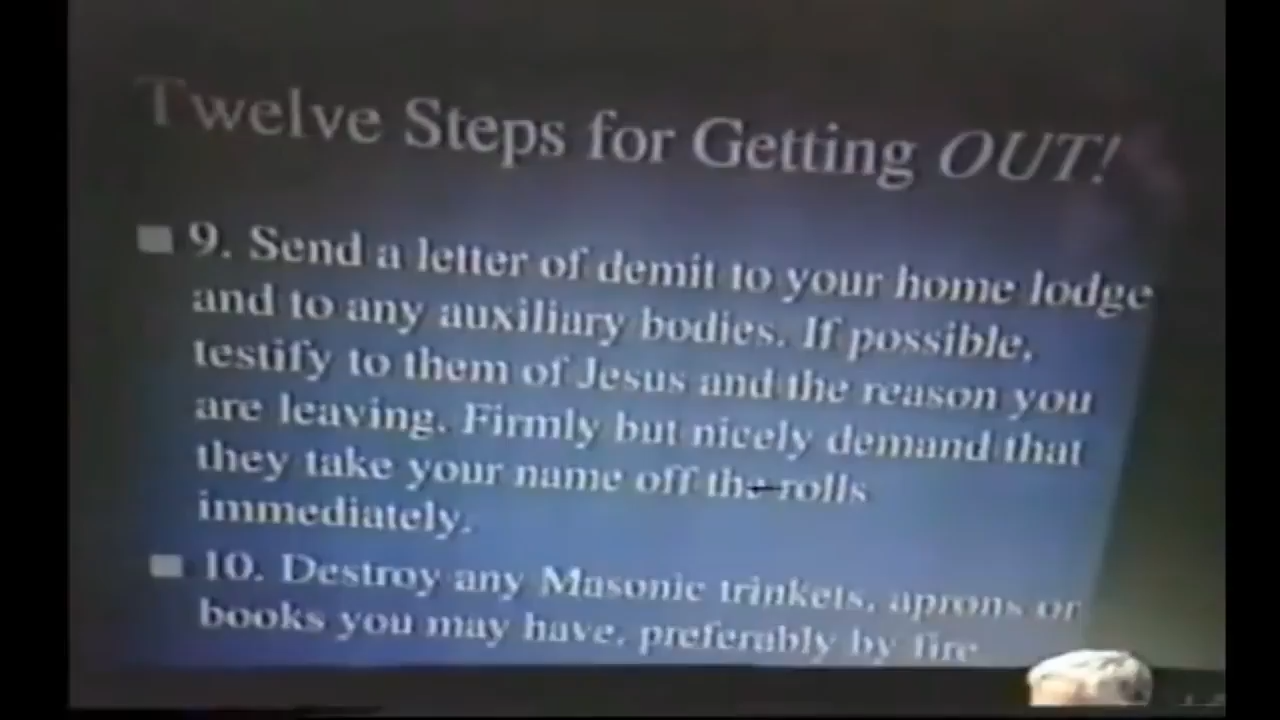 Twelve Steps for Getting OUT!
9. Send a letter of demit to your home lodge
and to any auxiliary bodies. If possible,
testify to them of Jesus and the reason you
are leaving. Firmly but nicely demand that
they take your name off the rolls
immediately.
10. Destroy any Masonic trinkets, aprons or
books you may have, preferably by fire